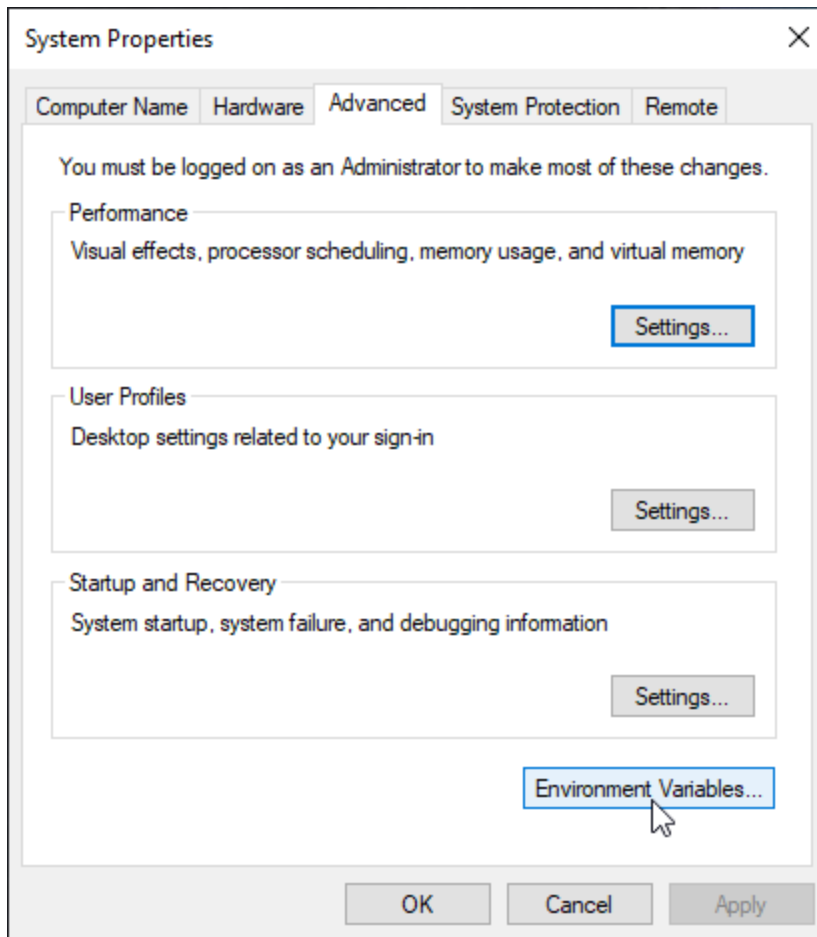 System Properties
Computer Name Hardware Advanced System Protection Remote
You must be logged on as an Administrator to make most of these changes.
Performance
Visual effects, processor scheduling, memory usage, and virtual memory
Settings...
User Profiles
Desktop settings related to your sign-in
Settings...
Startup and Recovery
System startup, system failure, and debugging information
Settings...
Environment Variables...
OK Cancel Apply